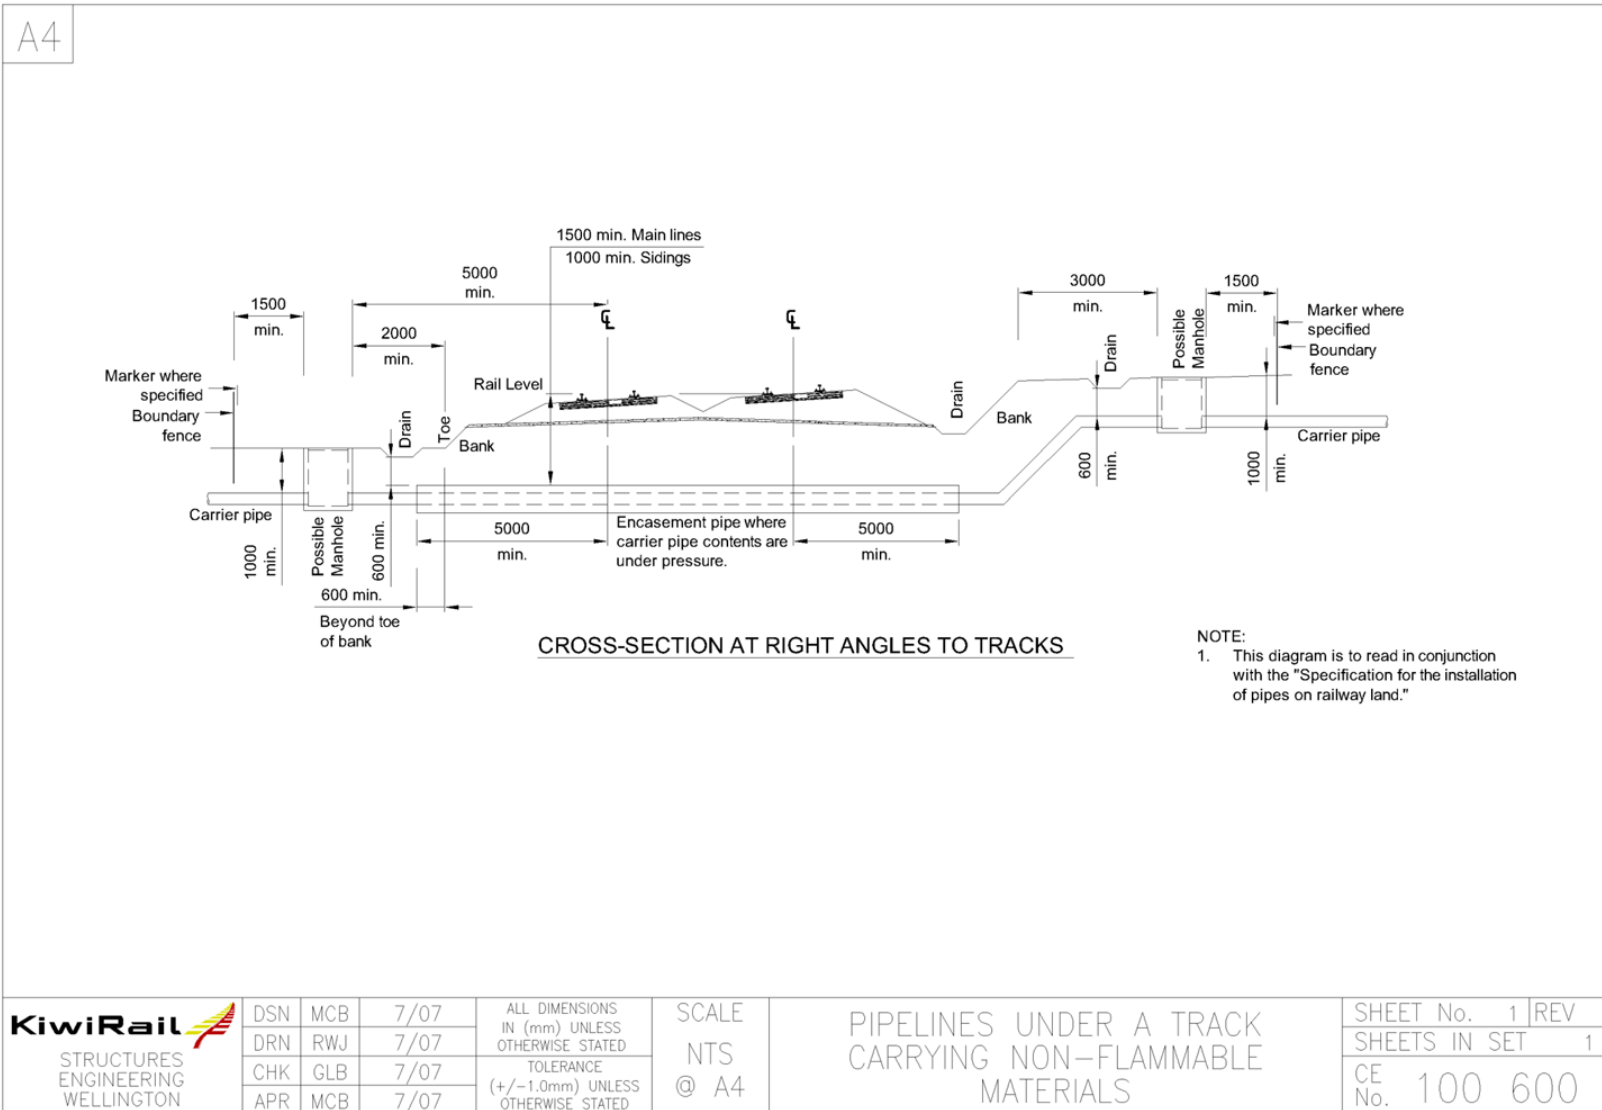 A4
1500 min. Main lines
1000 min. Sidings
5000
min.
1500
min.
2000
min.
3000
min.
1500
min.
Marker where
specified
Boundary
fence
Possible
Manhole
Drain
Marker where
specified
Boundary
fence
Rail Level
Drain
Toe
Bank
Drain
Bank
Carrier pipe
600
min.
1000
min.
Carrier pipe
1000
min.
Possible
Manhole
600 min.
5000
min.
Encasement pipe where
carrier pipe contents are
under pressure.
5000
min.
600 min.
Beyond toe
of bank
CROSS-SECTION AT RIGHT ANGLES TO TRACKS
NOTE:
1. This diagram is to read in conjunction
with the "Specification for the installation
of pipes on railway land."
KiwiRail
STRUCTURES
ENGINEERING
WELLINGTON
DSN MCB 7/07
DRN RWJ 7/07
CHK GLB 7/07
APR MCB 7/07
ALL DIMENSIONS
IN (mm) UNLESS
OTHERWISE STATED
TOLERANCE
(+/-1.0mm) UNLESS
OTHERWISE STATED
SCALE
NTS
@ A4
PIPELINES UNDER A TRACK
CARRYING NON-FLAMMABLE
MATERIALS
SHEET No. 1 REV
SHEETS IN SET 1
CE
No. 100 600